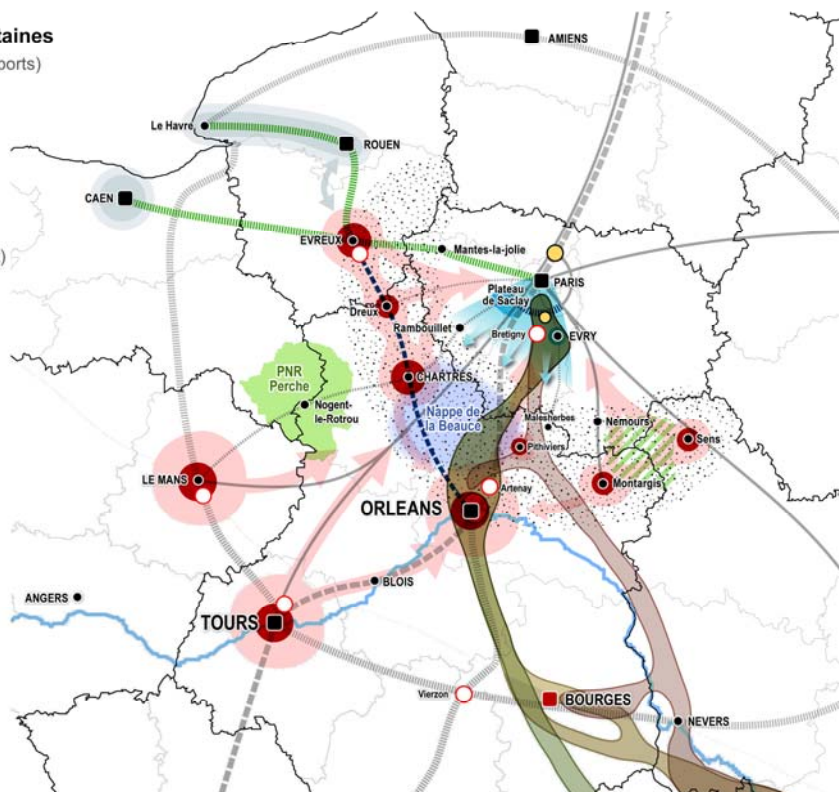 taines
AMIENS
ports)
Le Havre
ROUEN
CAEN
EVREUX
Mantes-la-jolie
)
PARIS
Plateau
de Saclay
Dreux
Rambouillet
Bretigny
EVRY
PNR
Perche
CHARTRES
Nogent-
le-Rotrou
Nappe de
la Beauce
Malesherbes
Nemours
Pithiviers
Sens
LE MANS
Montargis
Artenay
ORLEANS
BLOIS
ANGERS
TOURS
Vierzon
BOURGES
NEVERS